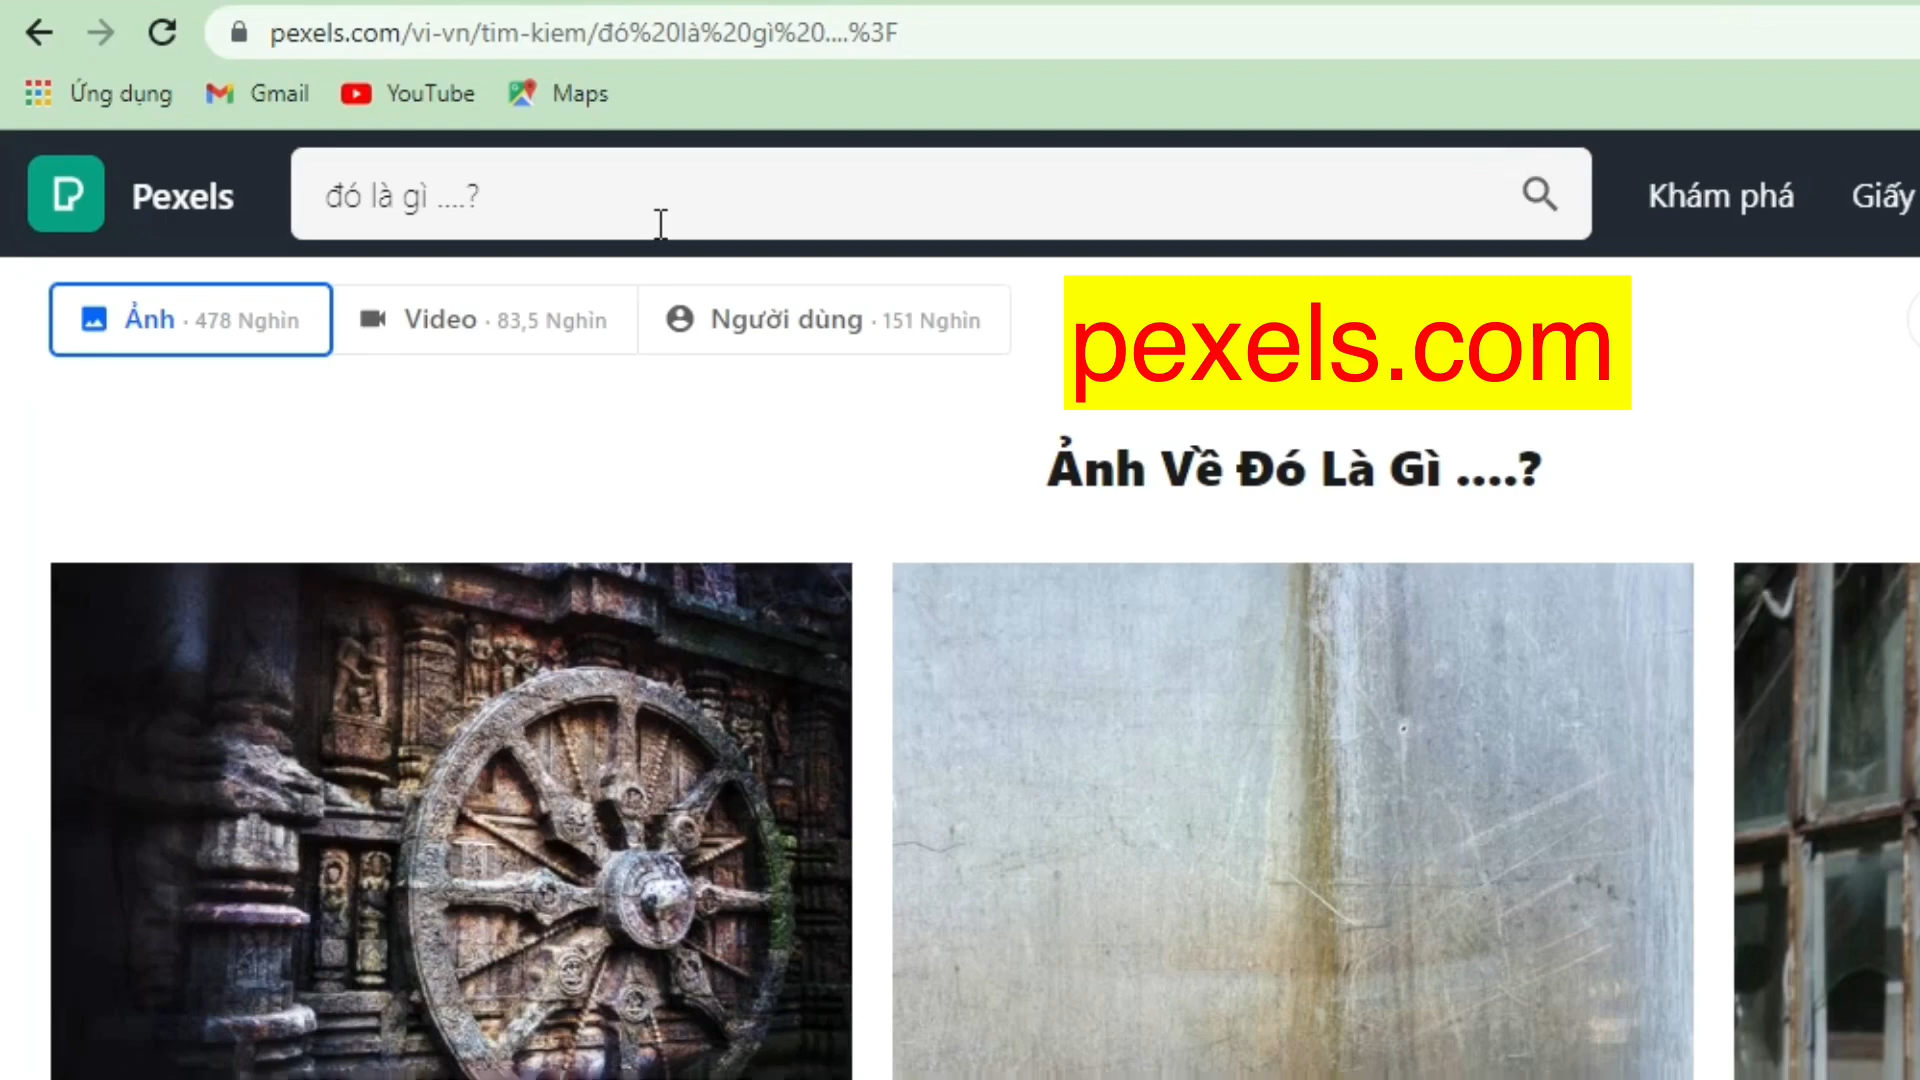 pexels.com/vi-vn/tim-kiem/đó%20là%20gì%20....%3F
Ứng dụng Gmail YouTube Maps
Pexels đó là gì ....? Khám phá Giấy
Ảnh · 478 Nghìn Video · 83,5 Nghìn Người dùng · 151 Nghìn
pexels.com
Ảnh Về Đó Là Gì ....?